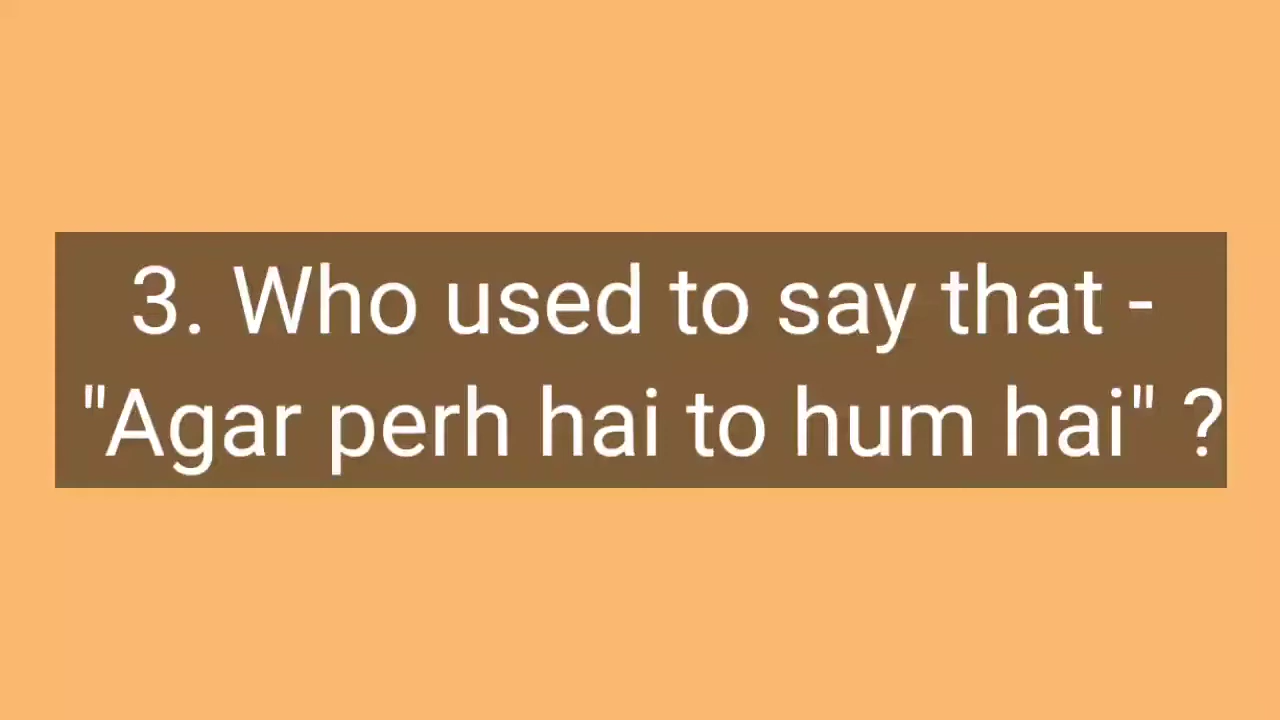 3. Who used to say that -
"Agar perh hai to hum hai" ?